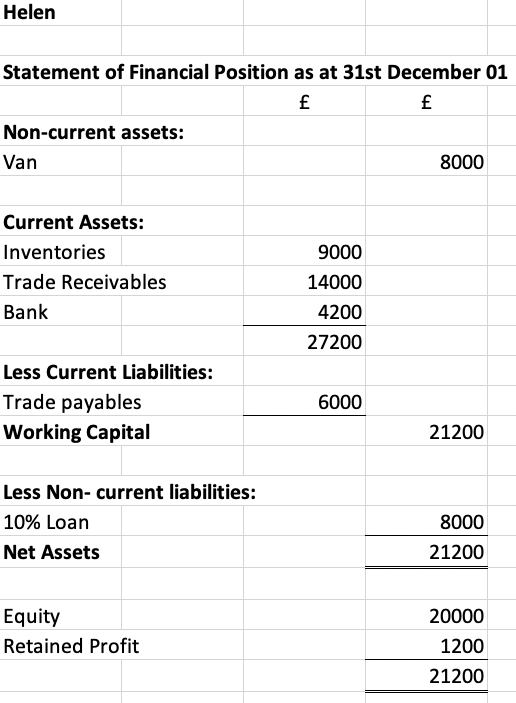 Helen
Statement of Financial Position as at 31st December 01
£ £
Non-current assets:
Van 8000
Current Assets:
Inventories 9000
Trade Receivables 14000
Bank 4200
27200
Less Current Liabilities:
Trade payables 6000
Working Capital 21200
Less Non- current liabilities:
10% Loan 8000
Net Assets 21200
Equity 20000
Retained Profit 1200
21200